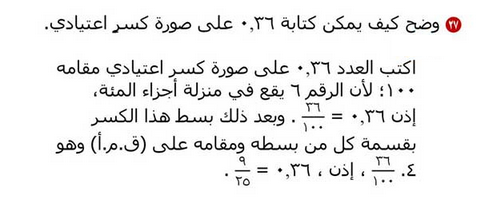 ٢٧ وضح كيف يمكن كتابة ٠,٣٦ على صورة كسر اعتيادي.
اكتب العدد ٠,٣٦ على صورة كسر اعتيادي مقامه
١٠٠؛ لأن الرقم ٦ يقع في منزلة أجزاء المئة،
إذن ٠,٣٦ = ٣٦/١٠٠ . وبعد ذلك بسط هذا الكسر
بقسمة كل من بسطه ومقامه على (ق.م.أ) وهو
٤. ٣٦/١٠٠ ، إذن ، ٠,٣٦ = ٩/٢٥ .